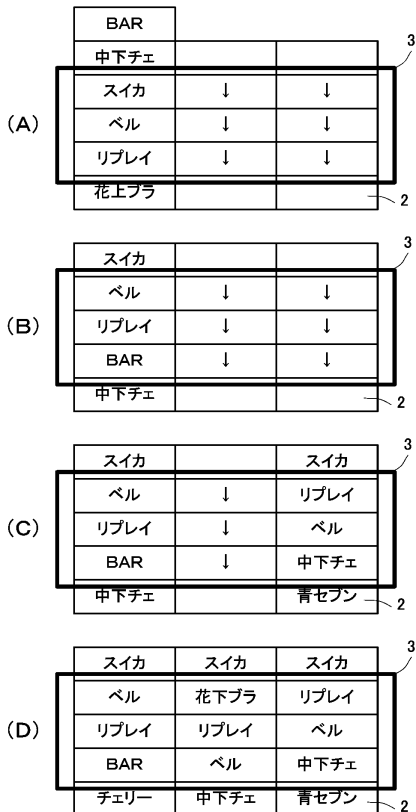 BAR
中下チェ
3
(A)
スイカ ↓ ↓
ベル ↓ ↓
リプレイ ↓ ↓
花上ブラ
2
スイカ
3
(B)
ベル ↓ ↓
リプレイ ↓ ↓
BAR ↓ ↓
中下チェ
2
スイカ スイカ
3
(C)
ベル ↓ リプレイ
リプレイ ↓ ベル
BAR ↓ 中下チェ
中下チェ 青セブン
2
スイカ スイカ スイカ
3
(D)
ベル 花下ブラ リプレイ
リプレイ リプレイ ベル
BAR ベル 中下チェ
チェリー 中下チェ 青セブン
2